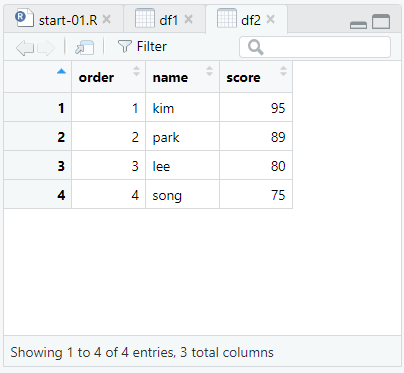 start-01.R df1 df2
Filter
order name score
1 1 kim 95
2 2 park 89
3 3 lee 80
4 4 song 75
Showing 1 to 4 of 4 entries, 3 total columns